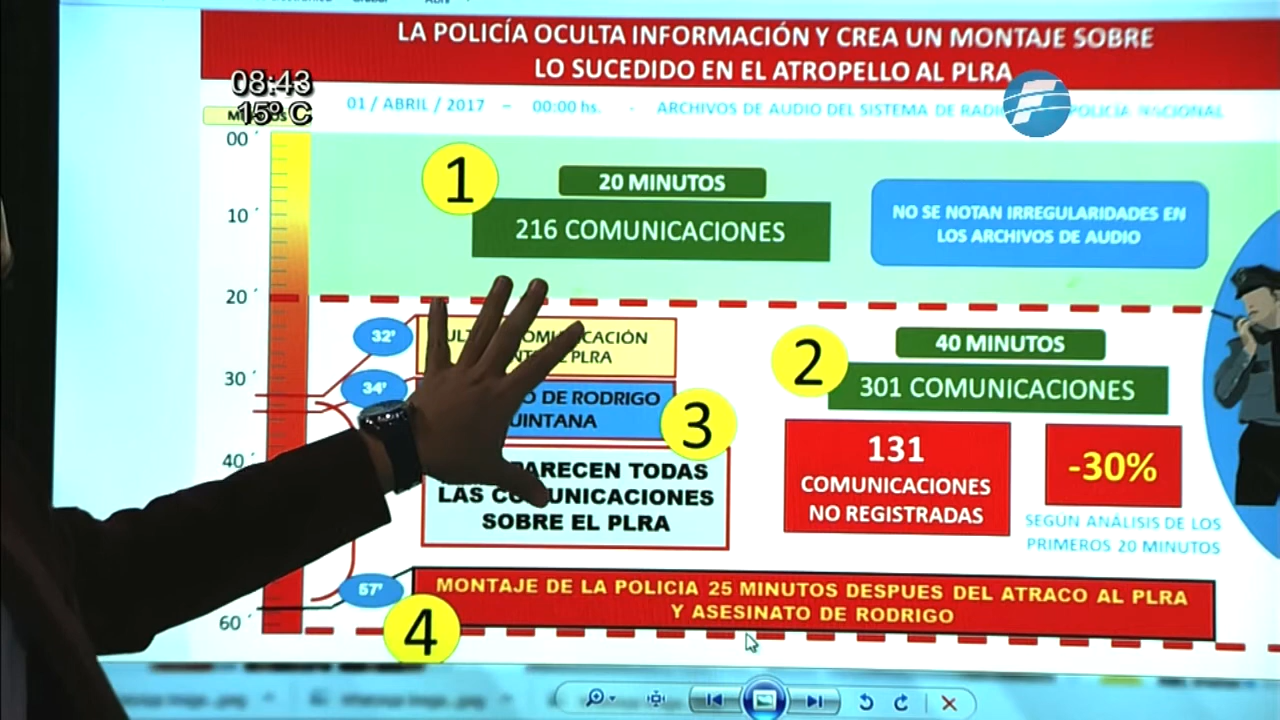 LA POLICÍA OCULTA INFORMACIÓN Y CREA UN MONTAJE SOBRE
LO SUCEDIDO EN EL ATROPELLO AL PLRA
08:43
15°C
01 / ABRIL / 2017 – 00:00 hs. - ARCHIVOS DE AUDIO DEL SISTEMA DE POLICÍA NACIONAL
00 ´
10 ´
20 ´
30 ´
40
60 ´
1
20 MINUTOS
216 COMUNICACIONES
NO SE NOTAN IRREGULARIDADES EN
LOS ARCHIVOS DE AUDIO
32'
PLRA
34'
O DE RODRIGO
3
LAS
SOBRE EL PLRA
TODAS
2
40 MINUTOS
301 COMUNICACIONES
131
COMUNICACIONES
NO REGISTRADAS
-30%
SEGÚN ANÁLISIS DE LOS
PRIMEROS 20 MINUTOS
57'
4
MONTAJE DE LA POLICIA 25 MINUTOS DESPUES DEL ATRACO AL PLRA
Y ASESINATO DE RODRIGO